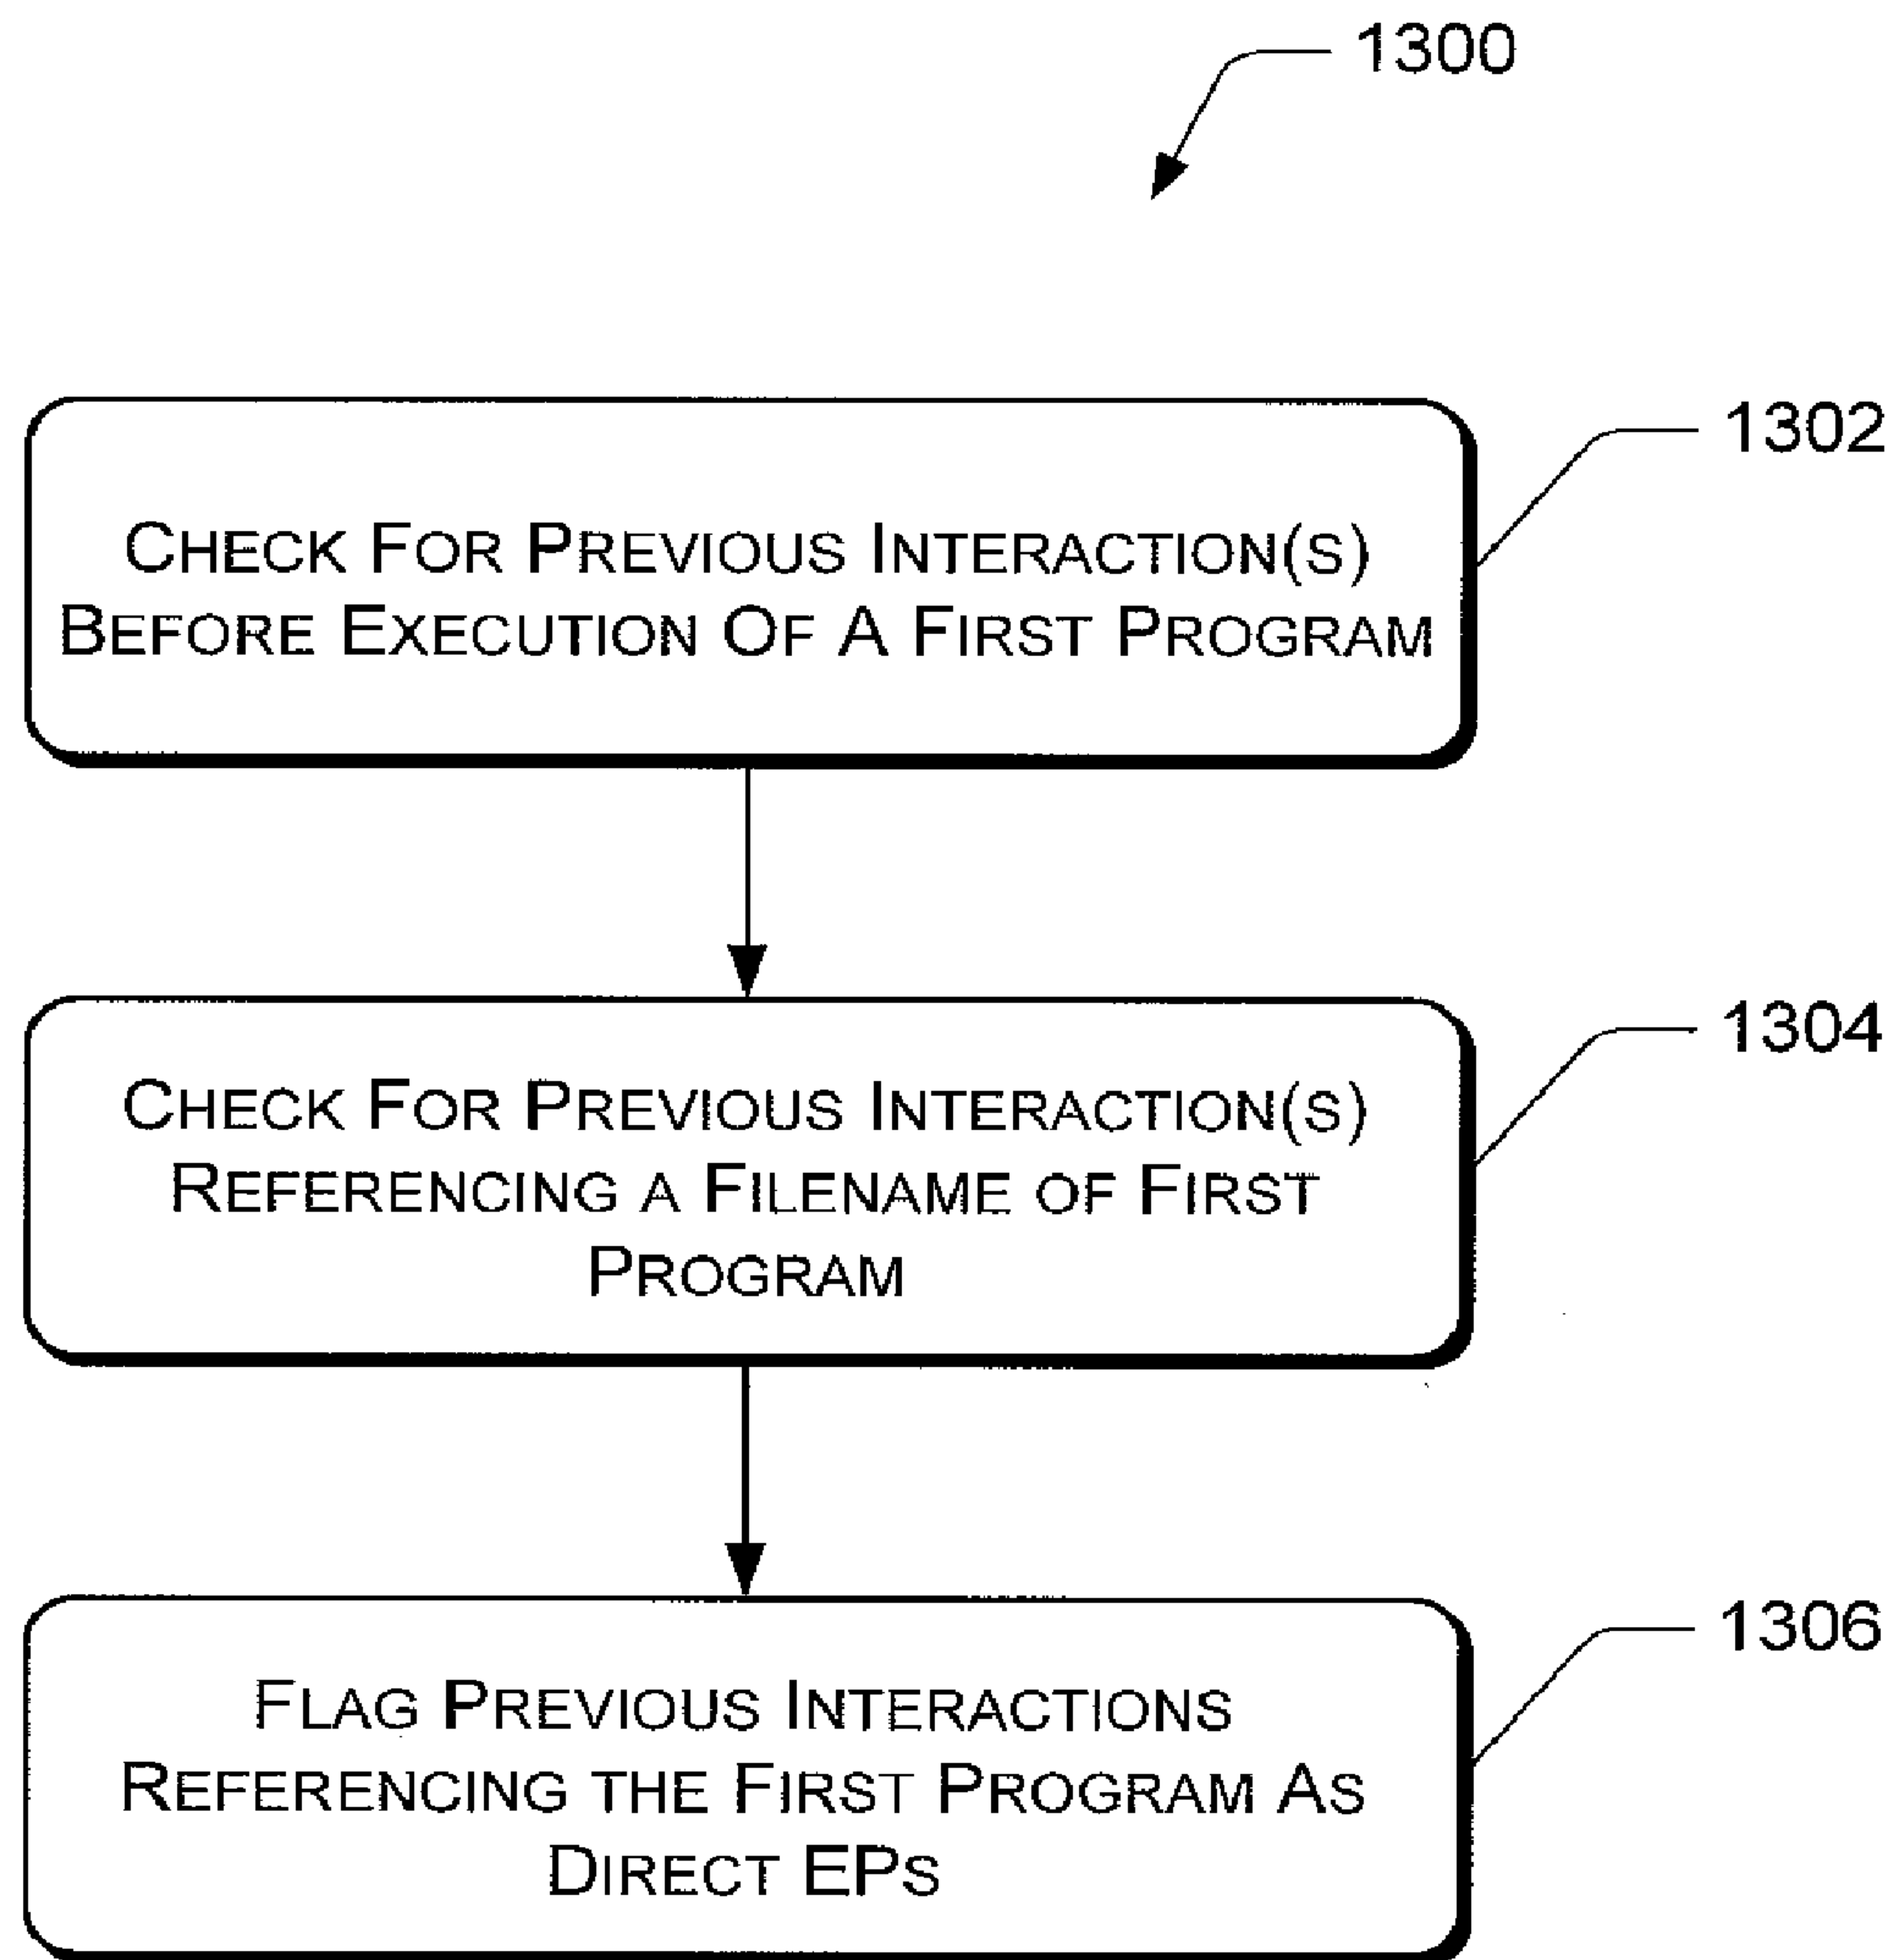 1300
1302
CHECK FOR PREVIOUS INTERACTION(S)
BEFORE EXECUTION OF A FIRST PROGRAM
1304
CHECK FOR PREVIOUS INTERACTION(S)
REFERENCING A FILENAME OF FIRST
PROGRAM
1306
FLAG PREVIOUS INTERACTIONS
REFERENCING THE FIRST PROGRAM AS
DIRECT EPS